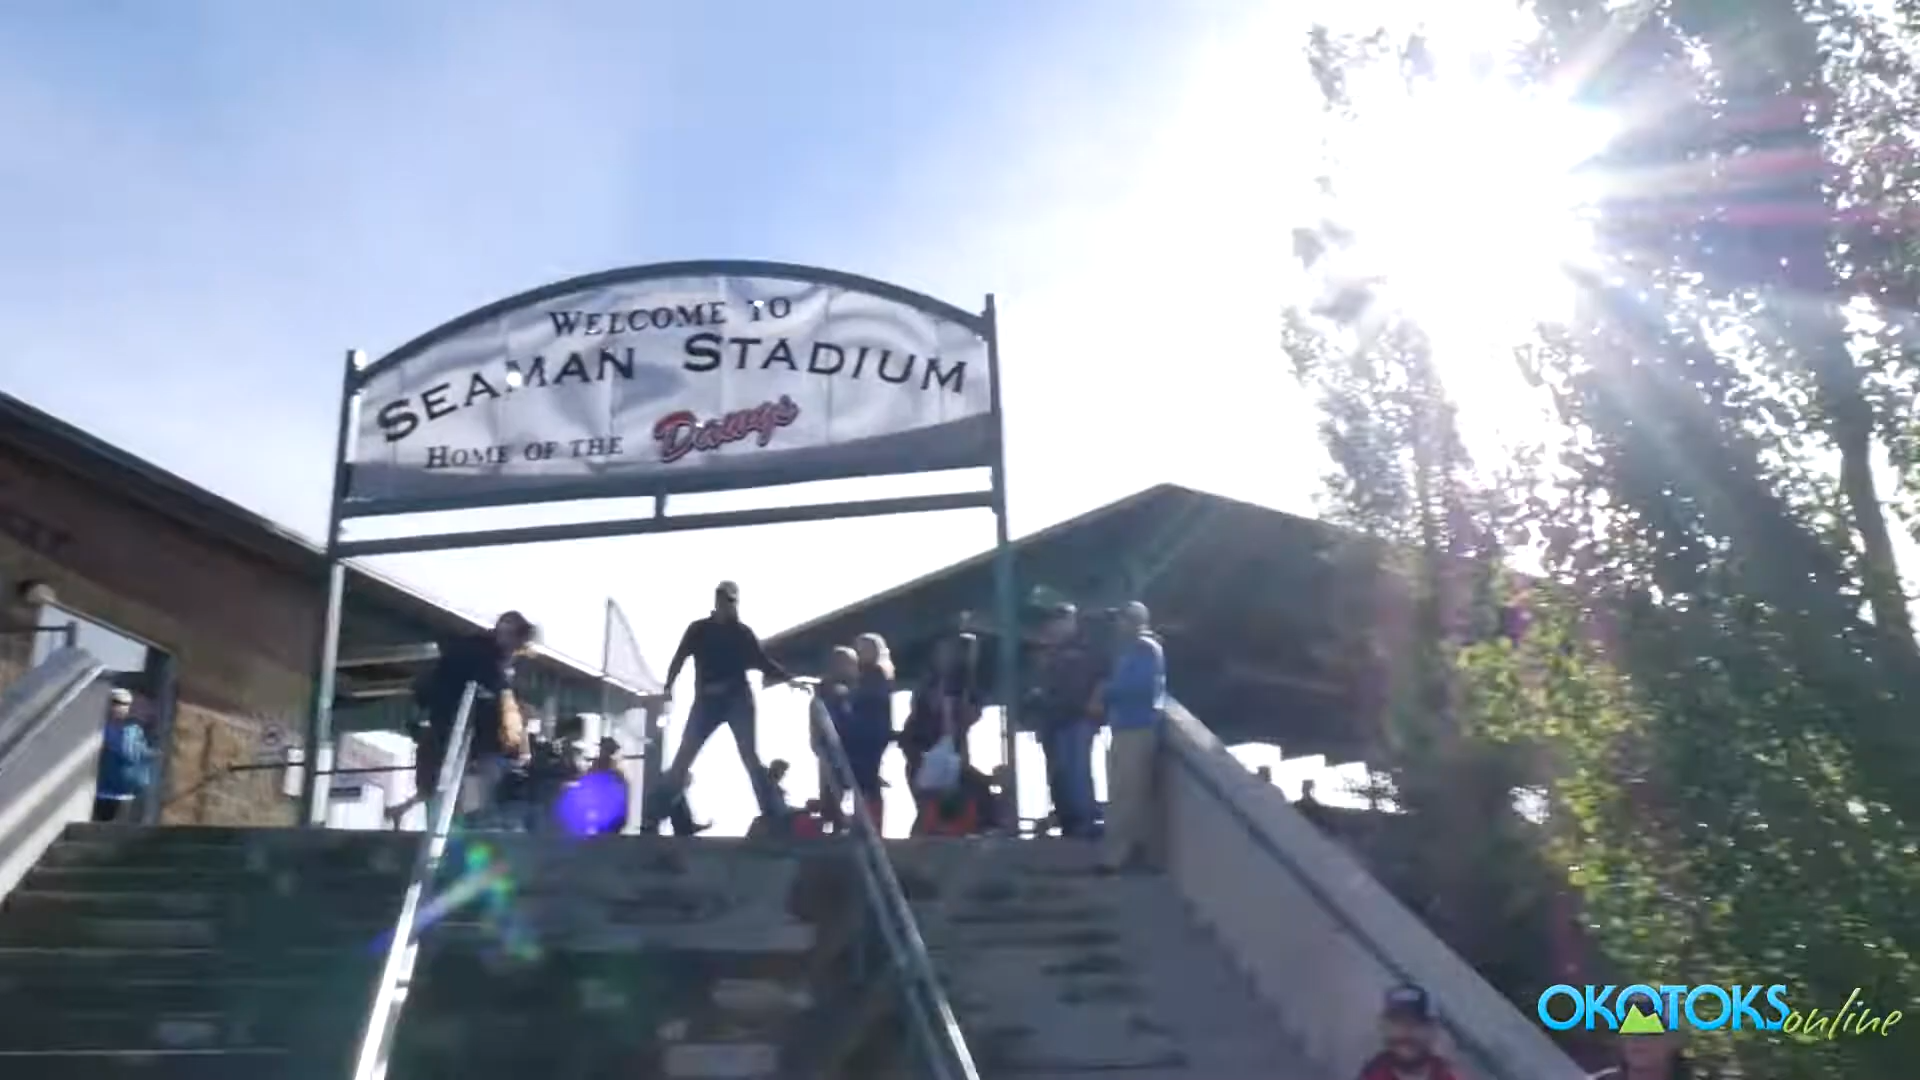 WELCOME TO
SEAMAN STADIUM
HOME OF THE Dawgs
OKOTOKS online